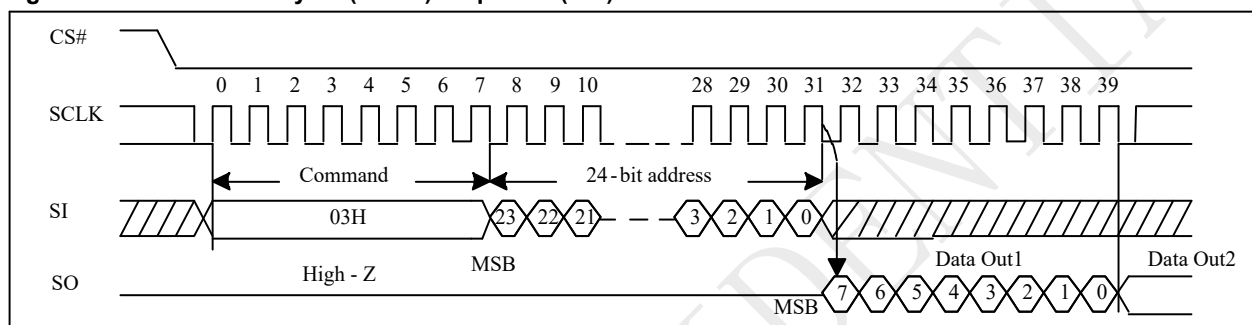 CS#
0 1 2 3 4 5 6 7 8 9 10 28 29 30 31 32 33 34 35 36 37 38 39
SCLK
Command 24-bit address
SI 03H 23 22 21 3 2 1 0
MSB Data Out1 Data Out2
High - Z
SO MSB 7 6 5 4 3 2 1 0